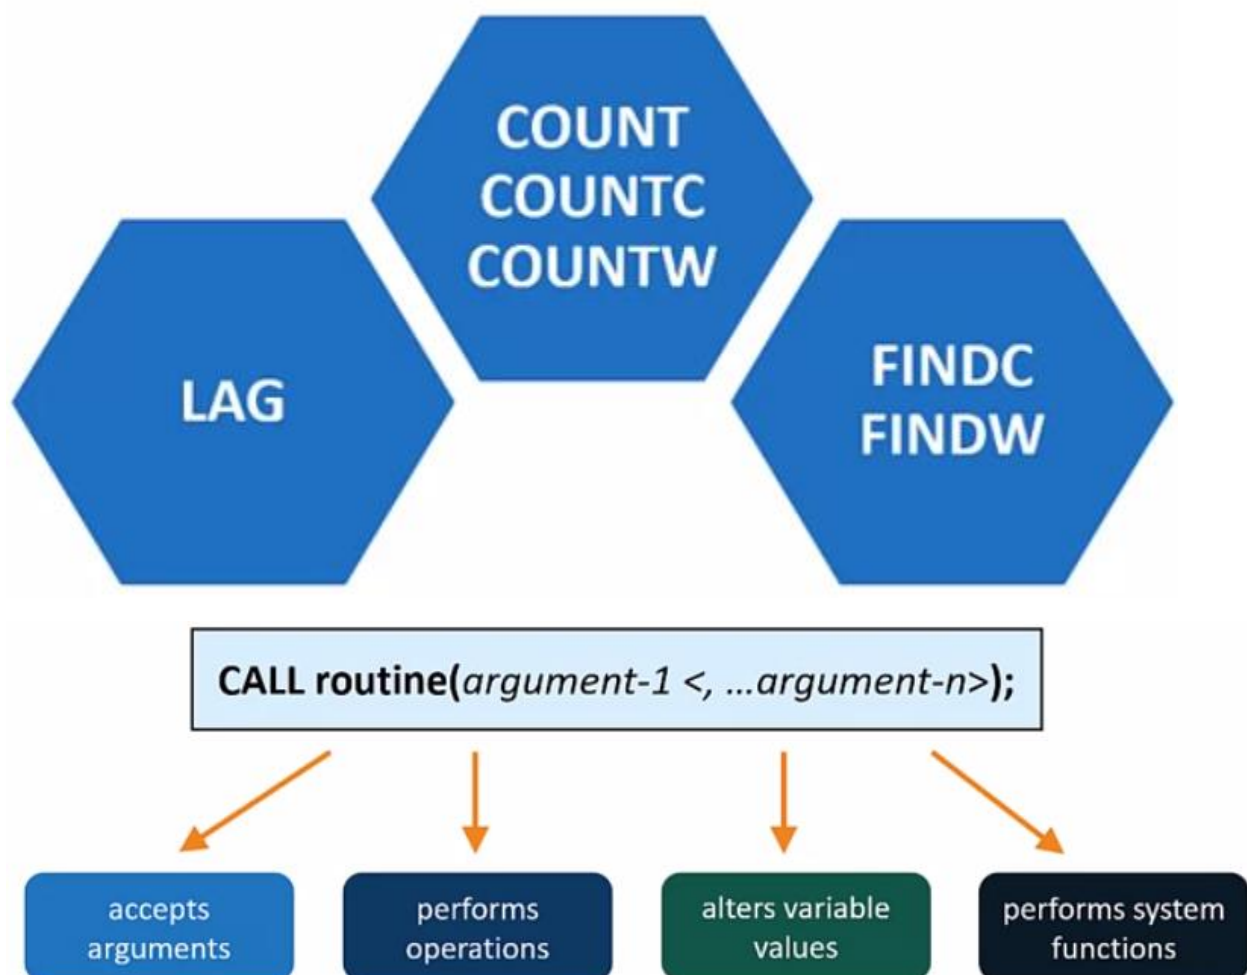 COUNT
COUNTC
COUNTW
LAG
FINDC
FINDW
CALL routine(argument-1 <, ...argument-n>);
accepts
arguments
performs
operations
alters variable
values
performs system
functions